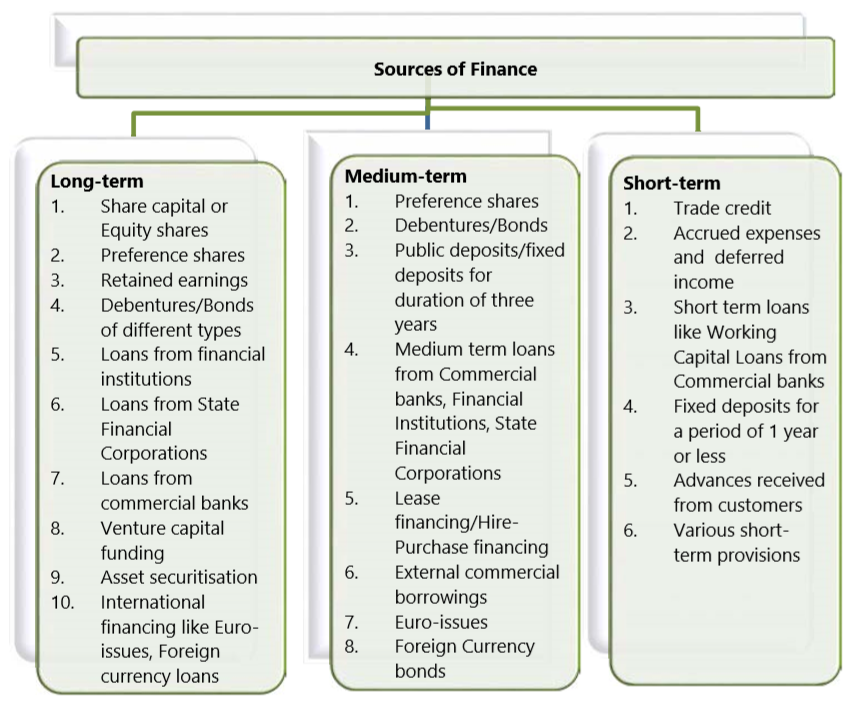 Sources of Finance
Long-term
1. Share capital or
Equity shares
2. Preference shares
3. Retained earnings
4. Debentures/Bonds
of different types
5. Loans from financial
institutions
6. Loans from State
Financial
Corporations
7. Loans from
commercial banks
8. Venture capital
funding
9. Asset securitisation
10. International
financing like Euro-
issues, Foreign
currency loans
Medium-term
1. Preference shares
2. Debentures/Bonds
3. Public deposits/fixed
deposits for
duration of three
years
4. Medium term loans
from Commercial
banks, Financial
Institutions, State
Financial
Corporations
5. Lease
financing/Hire-
Purchase financing
6. External commercial
borrowings
7. Euro-issues
8. Foreign Currency
bonds
Short-term
1. Trade credit
2. Accrued expenses
and deferred
income
3. Short term loans
like Working
Capital Loans from
Commercial banks
4. Fixed deposits for
a period of 1 year
or less
5. Advances received
from customers
6. Various short-
term provisions